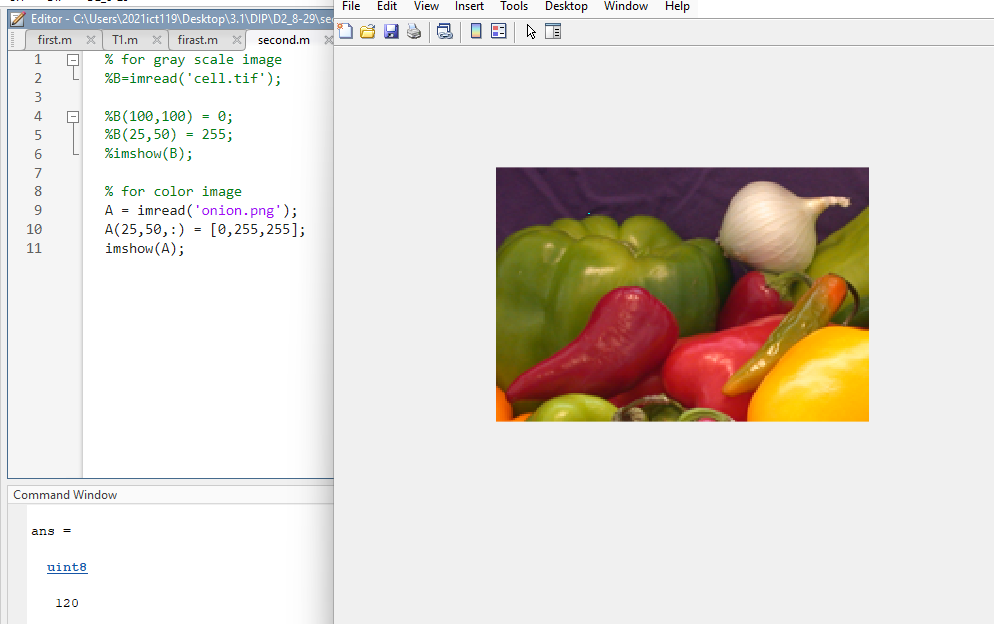 Editor - C:\Users\2021ict119\Desktop\3.1\DIP\D2_8-29\sec
first.m
T1.m
firast.m
second.m
1 % for gray scale image
2 %B=imread('cell.tif');
3
4 %B(100,100) = 0;
5 %B(25,50) = 255;
6 %imshow(B);
7
8 % for color image
9 A = imread('onion.png');
10 A(25,50,:) = [0,255,255];
11 imshow(A);
Command Window
ans =
uint8
120
File Edit View Insert Tools Desktop Window Help